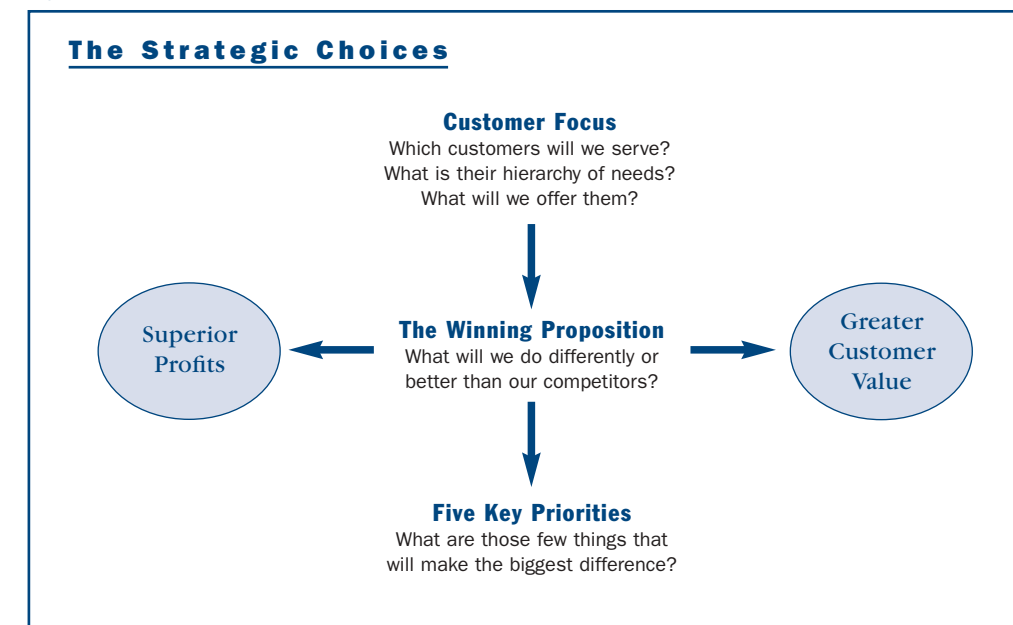 The Strategic Choices
Customer Focus
Which customers will we serve?
What is their hierarchy of needs?
What will we offer them?
Superior
Profits
The Winning Proposition
What will we do differently or
better than our competitors?
Greater
Customer
Value
Five Key Priorities
What are those few things that
will make the biggest difference?